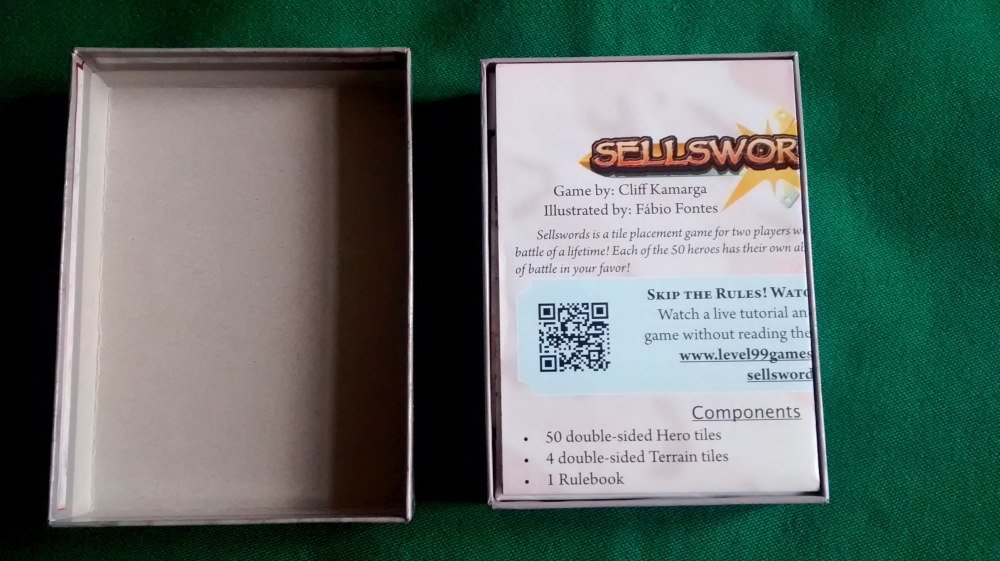 SELLSWOR
Game by: Cliff Kamarga
Illustrated by: Fábio Fontes
Sellswords is a tile placement game for two players w
battle of a lifetime! Each of the 50 heroes has their own ab
of battle in your favor!
SKIP THE RULES! WATC
Watch a live tutorial an
game without reading the
www.level99games
sellsword
Components
• 50 double-sided Hero tiles
• 4 double-sided Terrain tiles
• 1 Rulebook